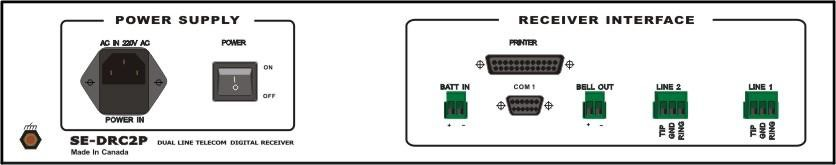 POWER SUPPLY
AC IN 220V AC
POWER
I
O
ON
OFF
POWER IN
SE-DRC2P DUAL LINE TELECOM DIGITAL RECEIVER
Made In Canada
RECEIVER INTERFACE
PRINTER
BATT IN
COM 1
BELL OUT
LINE 2
LINE 1
+ -
+ -
TIP
GND
RING
TIP
GND
RING